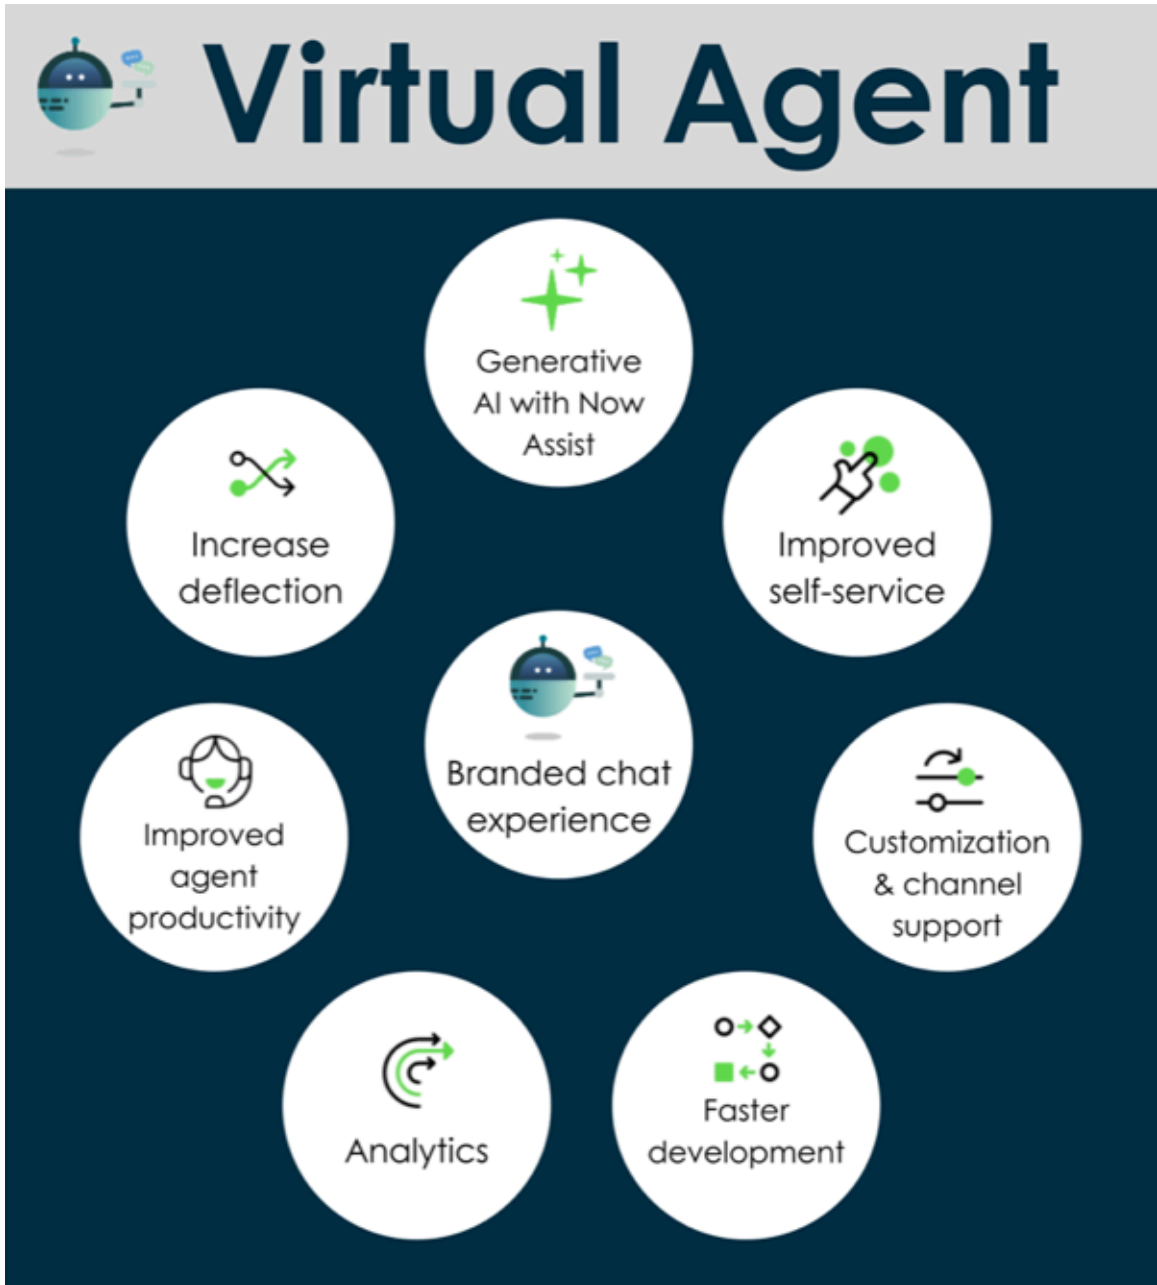 Virtual Agent
Generative
AI with Now
Assist
Increase
deflection
Improved
self-service
Branded chat
experience
Improved
agent
productivity
Customization
& channel
support
Analytics
Faster
development